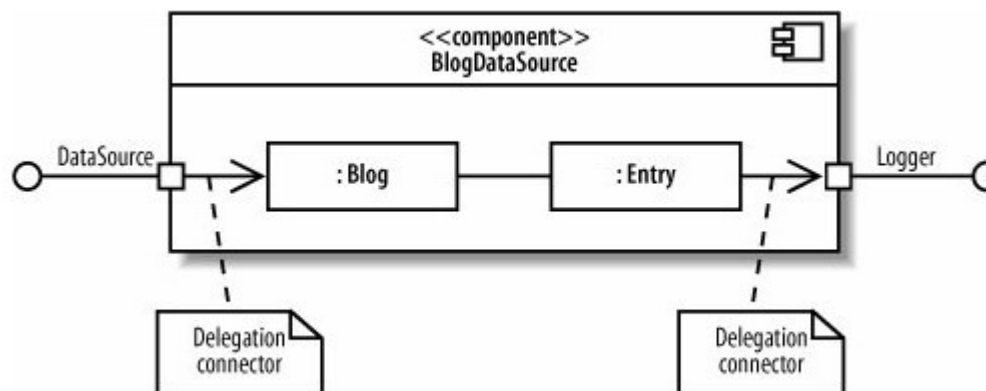 <<component>>
BlogDataSource
DataSource
: Blog
: Entry
Logger
Delegation
connector
Delegation
connector